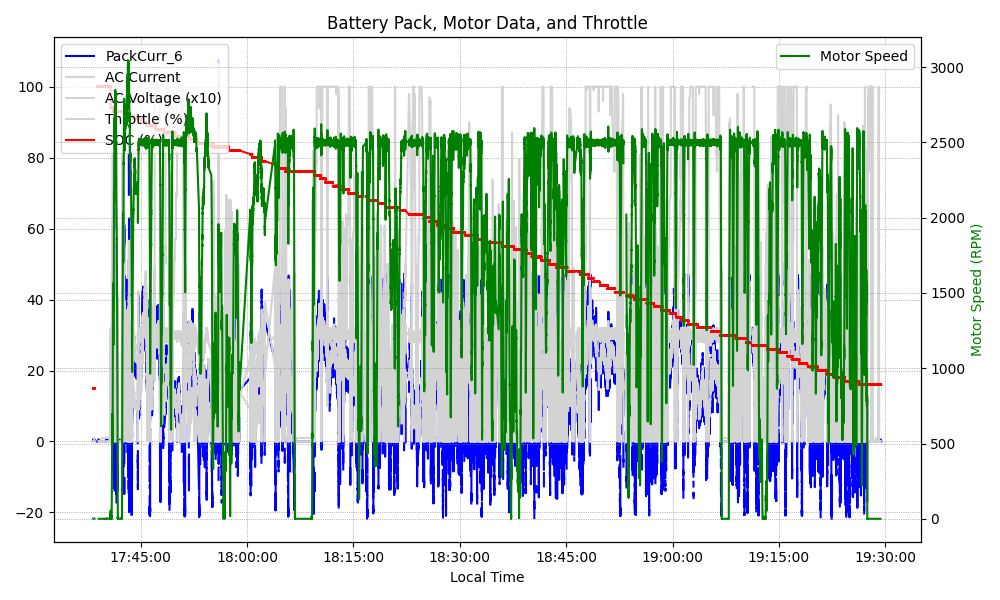 Battery Pack, Motor Data, and Throttle
PackCurr_6
AC Current
AC Voltage (x10)
Throttle (%)
SOC (%)
Motor Speed
100
80
60
40
20
0
−20
3000
2500
2000
1500
1000
500
0
Motor Speed (RPM)
17:45:00 18:00:00 18:15:00 18:30:00 18:45:00 19:00:00 19:15:00 19:30:00
Local Time